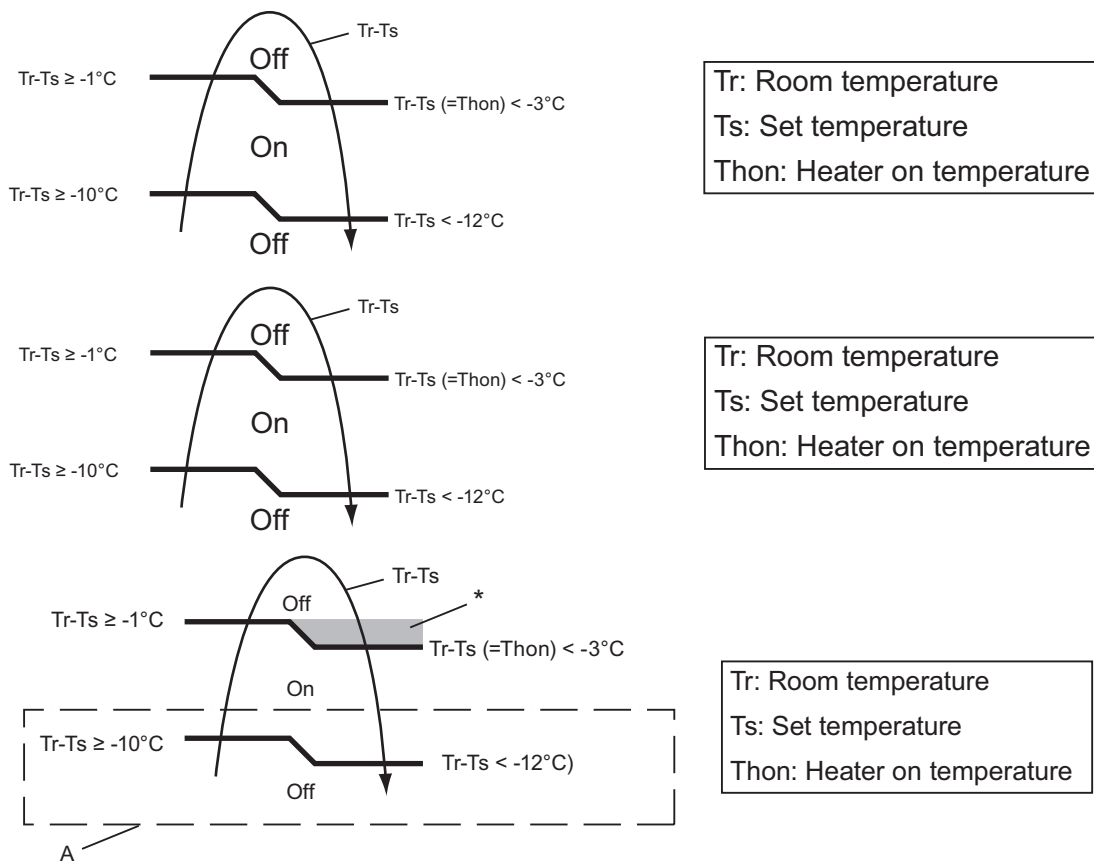 Tr-Ts
Off
Tr-Ts ≥ -1°C
Tr-Ts (=Thon) < -3°C
On
Tr-Ts ≥ -10°C
Tr-Ts < -12°C
Off
Tr: Room temperature
Ts: Set temperature
Thon: Heater on temperature
Tr-Ts
Off
Tr-Ts ≥ -1°C
Tr-Ts (=Thon) < -3°C
On
Tr-Ts ≥ -10°C
Tr-Ts < -12°C
Off
Tr: Room temperature
Ts: Set temperature
Thon: Heater on temperature
Tr-Ts
*
Off
Tr-Ts ≥ -1°C
Tr-Ts (=Thon) < -3°C
On
Tr-Ts ≥ -10°C
Tr-Ts < -12°C)
Off
A
Tr: Room temperature
Ts: Set temperature
Thon: Heater on temperature